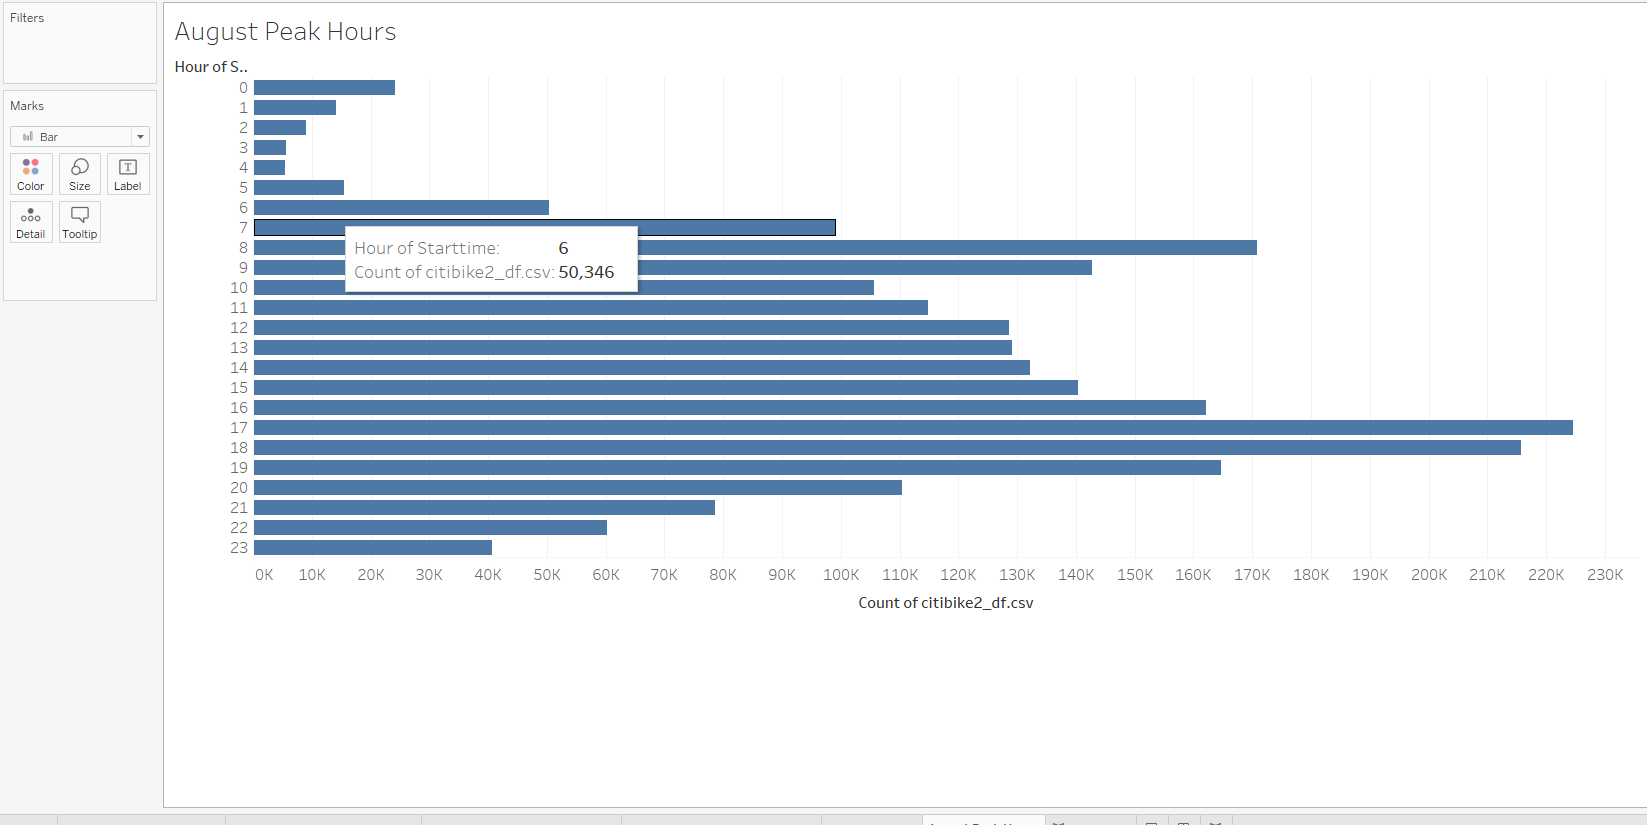 Filters
Marks
Bar
Color Size Label
Detail Tooltip
August Peak Hours
Hour of S..
0
1
2
3
4
5
6
7
8
9
10
11
12
13
14
15
16
17
18
19
20
21
22
23
Hour of Starttime: 6
Count of citibike2_df.csv: 50,346
0K 10K 20K 30K 40K 50K 60K 70K 80K 90K 100K 110K 120K 130K 140K 150K 160K 170K 180K 190K 200K 210K 220K 230K
Count of citibike2_df.csv